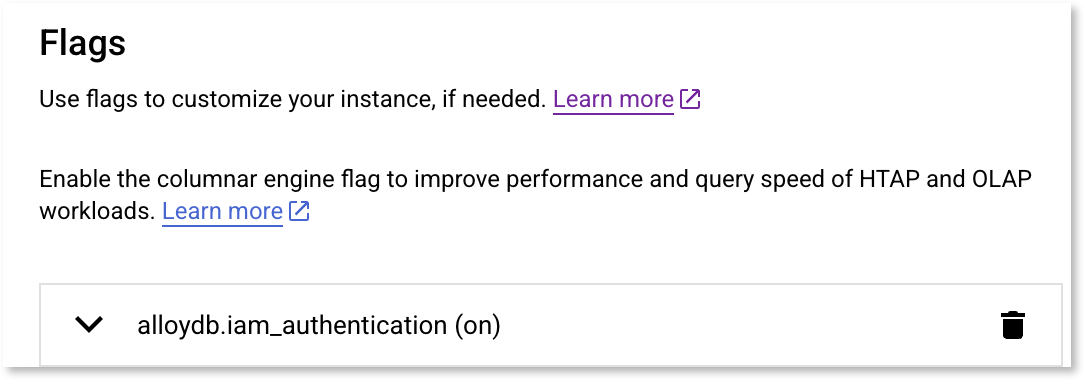 Flags
Use flags to customize your instance, if needed. Learn more
Enable the columnar engine flag to improve performance and query speed of HTAP and OLAP
workloads. Learn more
alloydb.iam_authentication (on)